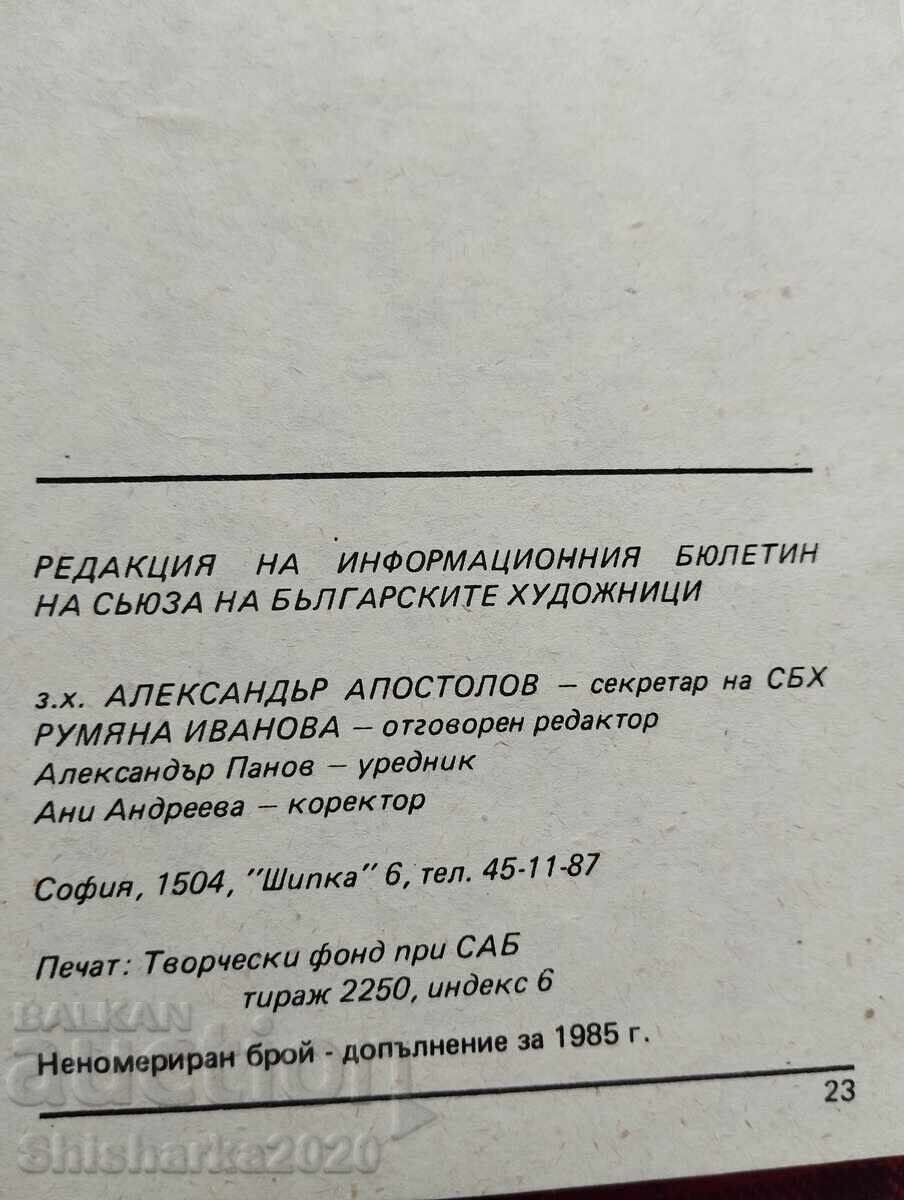 РЕДАКЦИЯ НА ИНФОРМАЦИОННИЯ БЮЛЕТИН
НА СЬЮЗА НА БЬЛГАРСКИТЕ ХУДОЖНИЦИ
з.х. АЛЕКСАНДЬР АПОСТОЛОВ – секретар на СБХ
РУМЯНА ИВАНОВА – отговорен редактор
Александър Панов – уредник
Ани Андреева – коректор
София, 1504, "Шипка" 6, тел. 45-11-87
Печат: Творчески фонд при САБ
тираж 2250, индекс 6
Неномериран брой - допълнение за 1985 г.
23
BALKAN
auction
Shisharka2020